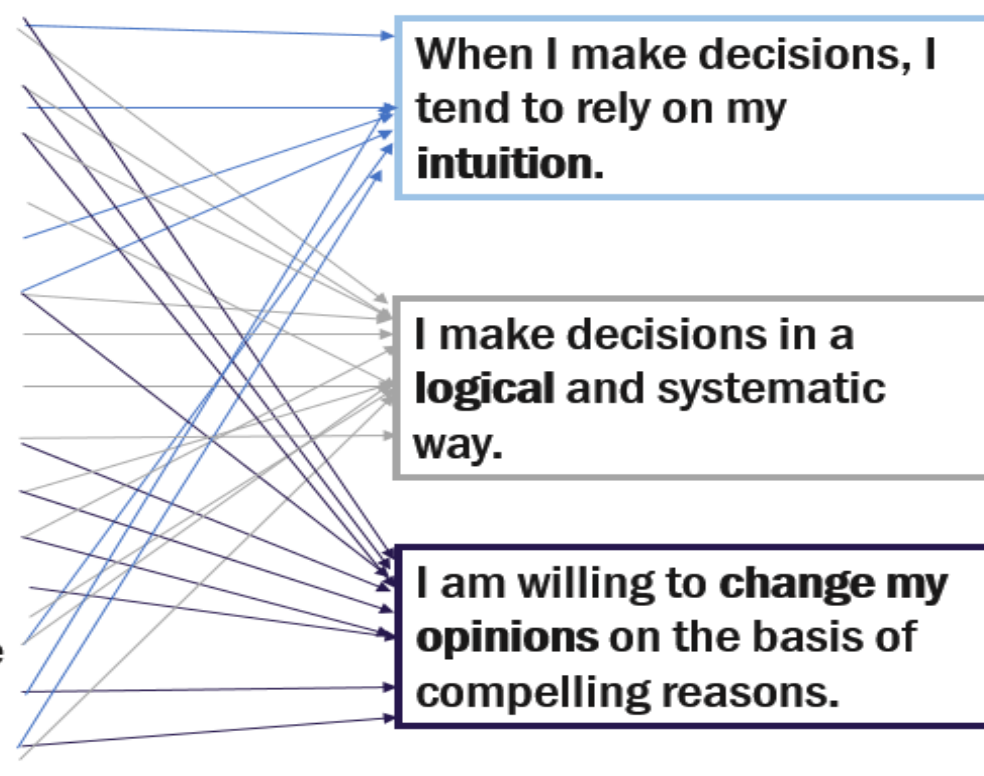 When I make decisions, I
tend to rely on my
intuition.
I make decisions in a
logical and systematic
way.
I am willing to change my
opinions on the basis of
compelling reasons.